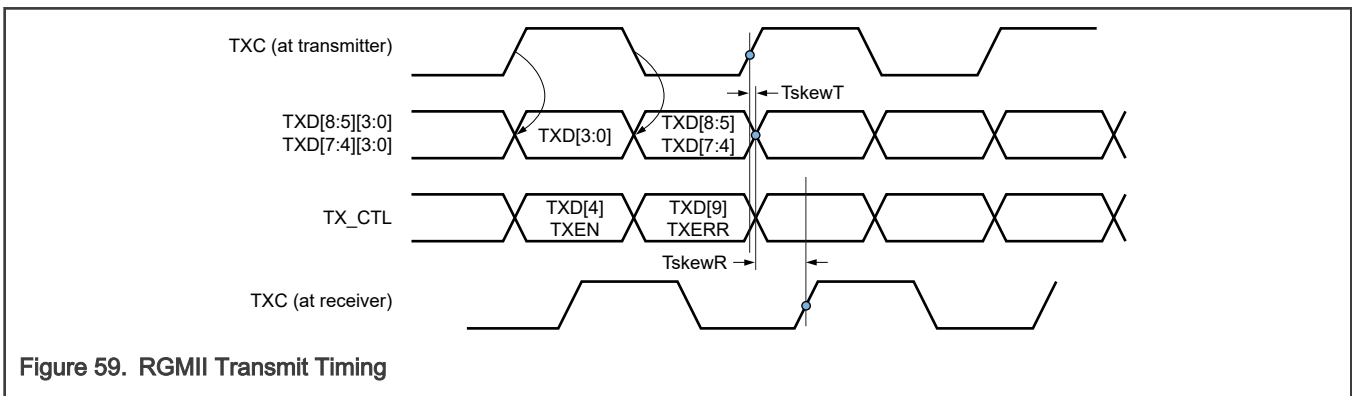 TXC (at transmitter)
TskewT
TXD[8:5][3:0]
TXD[7:4][3:0]
TXD[3:0]
TXD[8:5]
TXD[7:4]
TX_CTL
TXD[4]
TXEN
TXD[9]
TXERR
TskewR
TXC (at receiver)
Figure 59. RGMII Transmit Timing